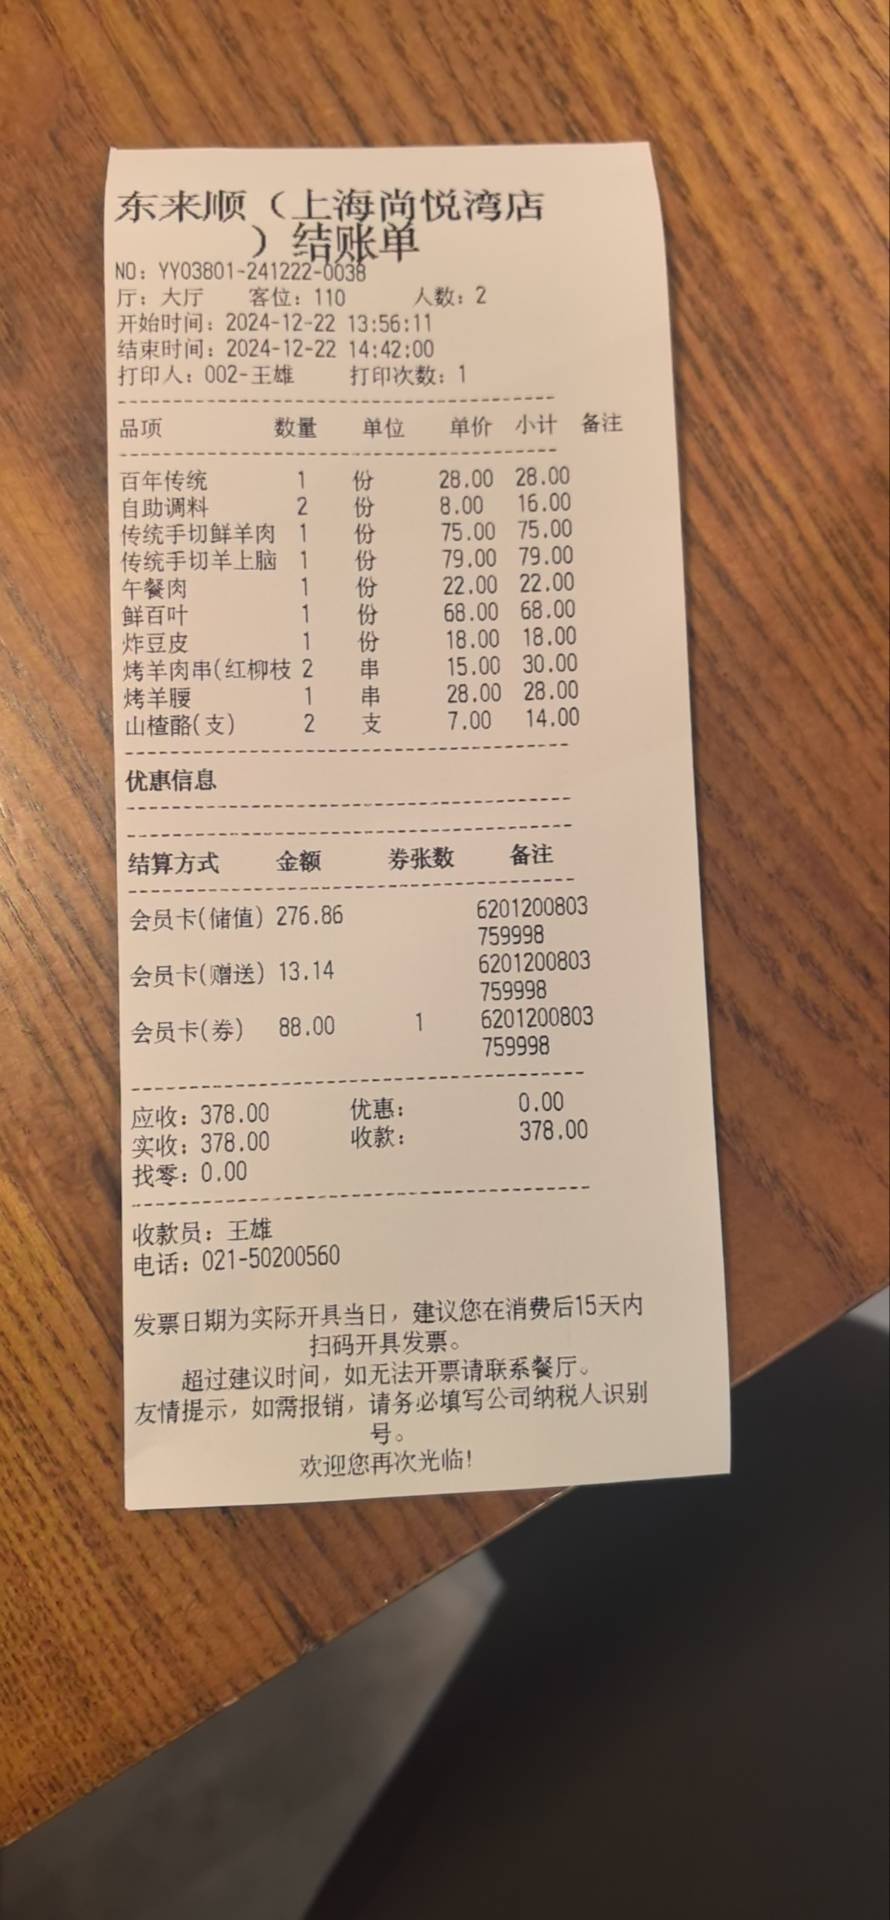 东来顺（上海尚悦湾店
）结账单
NO：YY03801-241222-0038
厅：大厅 客位：110 人数：2
开始时间：2024-12-22 13:56:11
结束时间：2024-12-22 14:42:00
打印人：002-王雄 打印次数：1
品项 数量 单位 单价 小计 备注
百年传统 1 份 28.00 28.00
自助调料 2 份 8.00 16.00
传统手切鲜羊肉 1 份 75.00 75.00
传统手切羊上脑 1 份 79.00 79.00
午餐肉 1 份 22.00 22.00
鲜百叶 1 份 68.00 68.00
炸豆皮 1 份 18.00 18.00
烤羊肉串(红柳枝 2 串 15.00 30.00
烤羊腰 1 串 28.00 28.00
山楂酪(支) 2 支 7.00 14.00
优惠信息
结算方式 金额 券张数 备注
会员卡(储值) 276.86 6201200803
759998
会员卡(赠送) 13.14 6201200803
759998
会员卡(券) 88.00 1 6201200803
759998
应收：378.00 优惠： 0.00
实收：378.00 收款： 378.00
找零：0.00
收款员：王雄
电话：021-50200560
发票日期为实际开具当日，建议您在消费后15天内
扫码开具发票。
超过建议时间，如无法开票请联系餐厅。
友情提示，如需报销，请务必填写公司纳税人识别
号。
欢迎您再次光临!